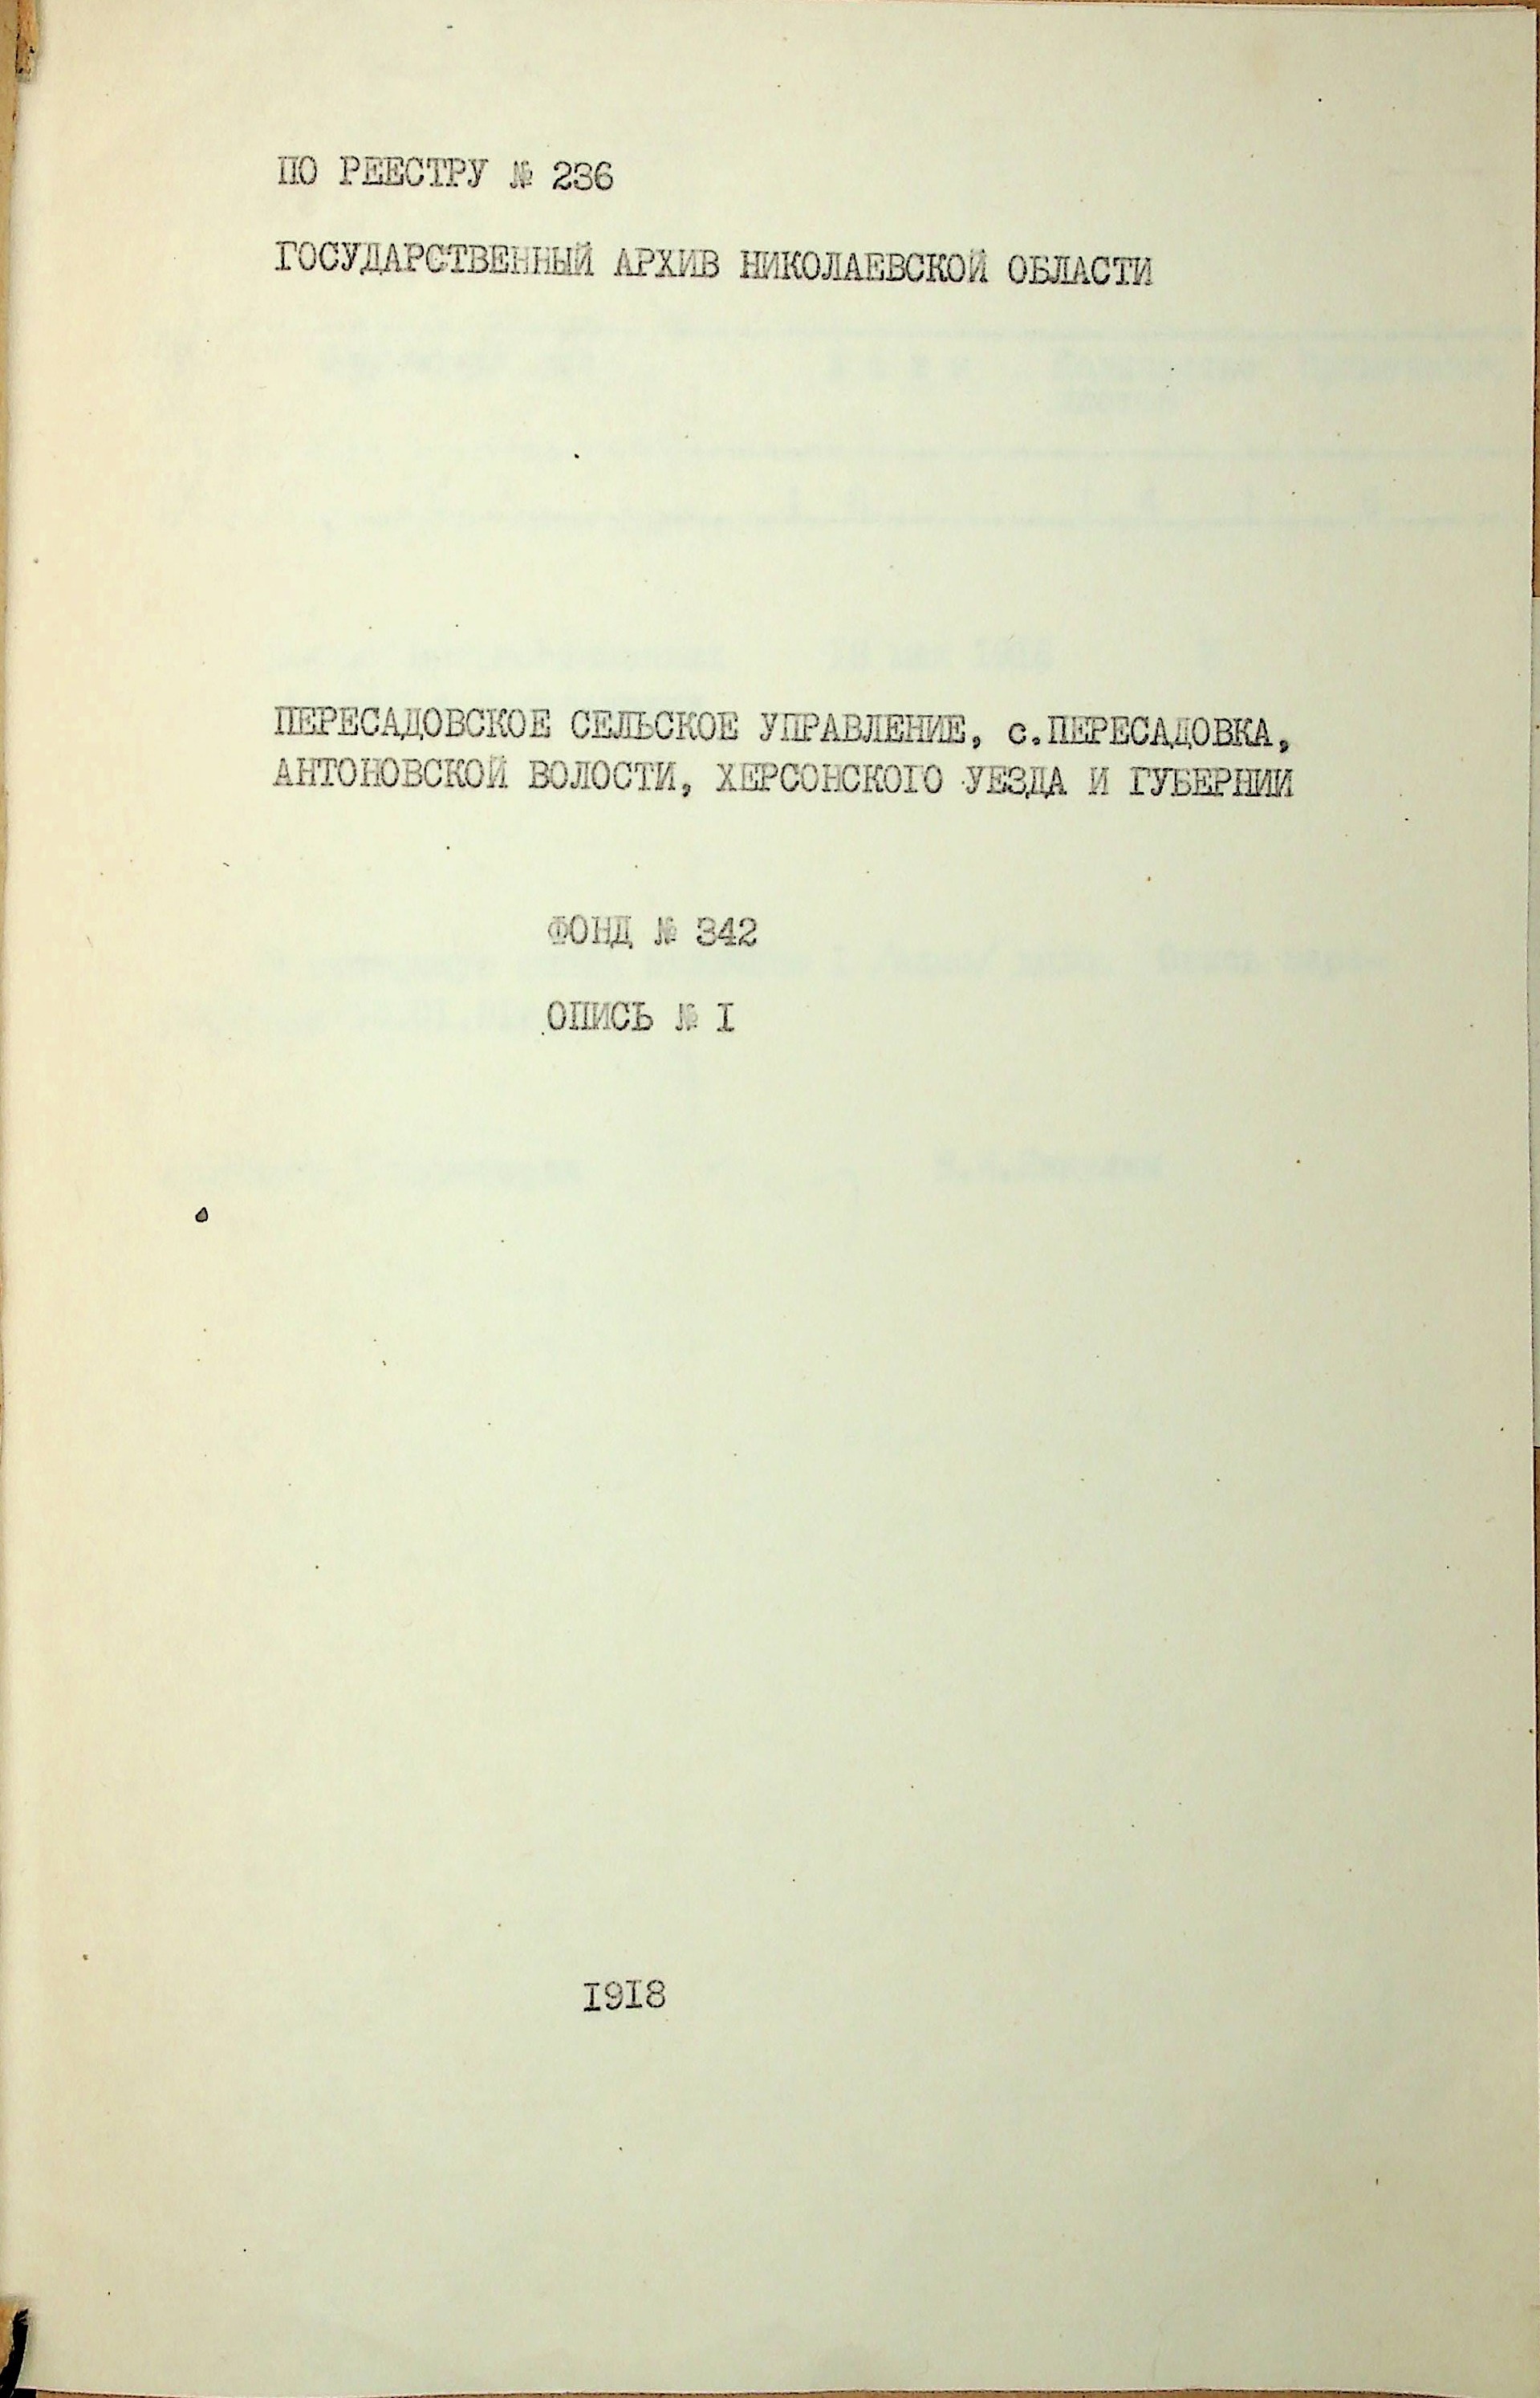 ПО РЕЕСТРУ № 236
ГОСУДАРСТВЕННЫЙ АРХИВ НИКОЛАЕВСКОЙ ОБЛАСТИ
ПЕРЕСАДОВСКОЕ СЕЛЬСКОЕ УПРАВЛЕНИЕ, с.ПЕРЕСАДОВКА,
АНТОНОВСКОЙ ВОЛОСТИ, ХЕРСОНСКОГО УЕЗДА И ГУБЕРНИИ
ФОНД № 342
ОПИСЬ № I
I9I8